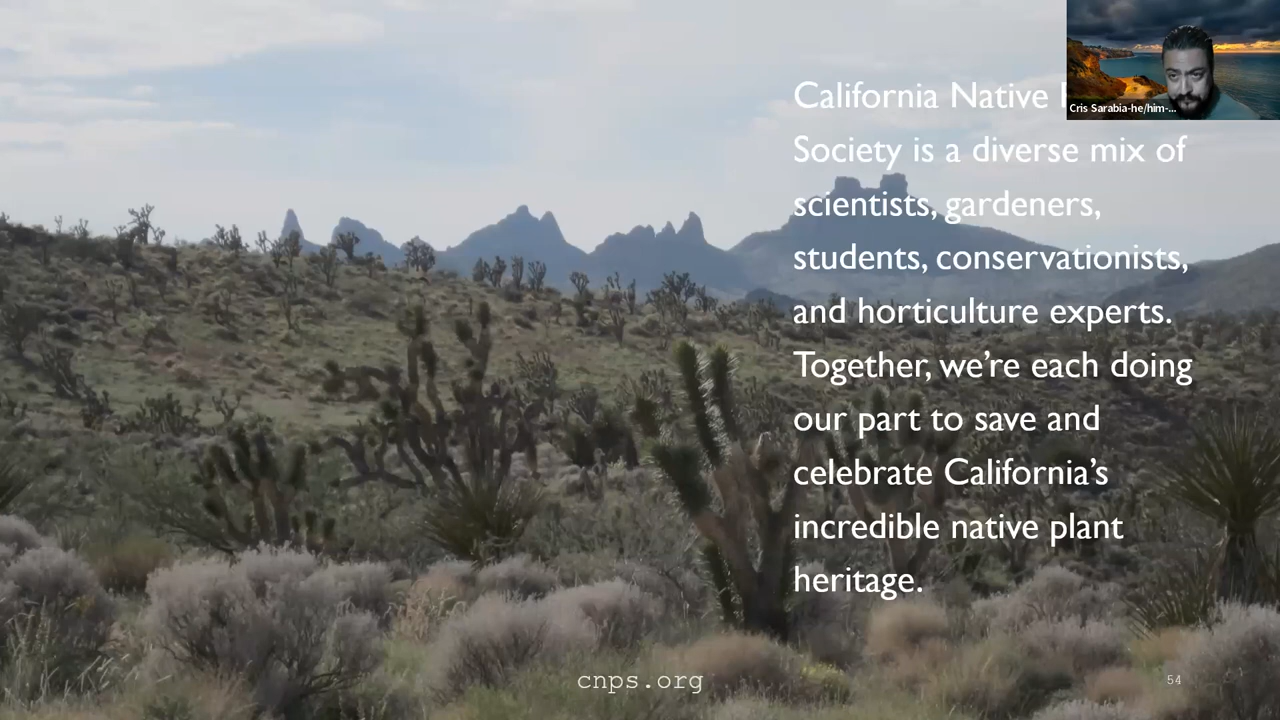 California Native
Society is a diverse mix of
scientists, gardeners,
students, conservationists,
and horticulture experts.
Together, we’re each doing
our part to save and
celebrate California’s
incredible native plant
heritage.
Cris Sarabia-he/him-...
cnps.org
54